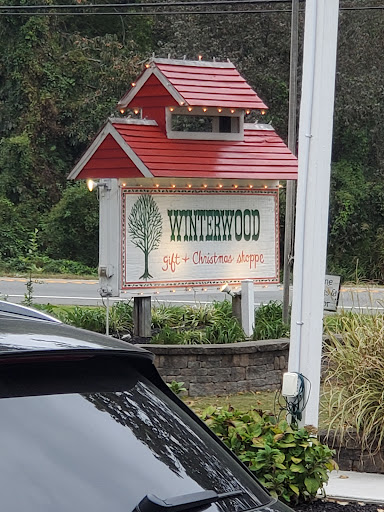 WINTERWOOD
gift + Christmas shoppe